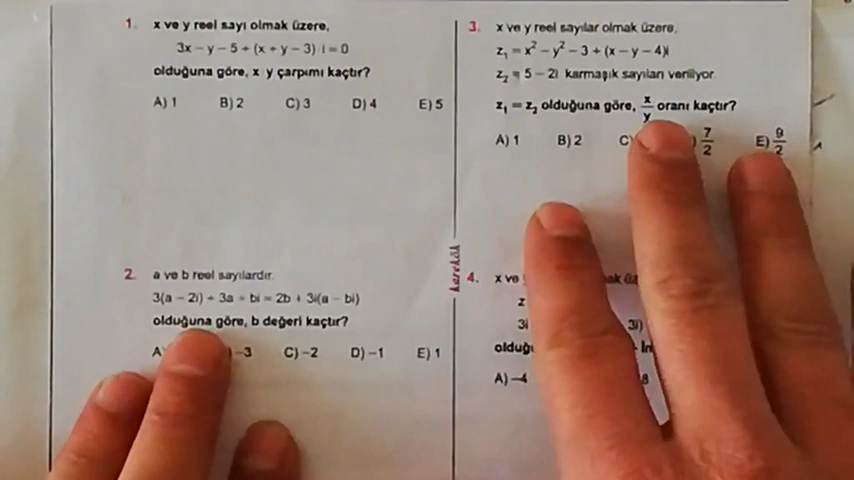 1. x ve y reel sayı olmak üzere,
3x – y – 5 + (x + y – 3) i = 0
olduğuna göre, x y çarpımı kaçtır?
A) 1 B) 2 C) 3 D) 4 E) 5
2. a ve b reel sayılardır.
3(a – 2i) + 3a + bi = 2b + 3i(a – bi)
olduğuna göre, b değeri kaçtır?
A) –3 C) –2 D) –1 E) 1
karekök
3. x ve y reel sayılar olmak üzere,
z₁ = x² – y² – 3 + (x – y – 4)i
z₂ = 5 – 2i karmaşık sayıları veriliyor.
z₁ = z₂ olduğuna göre, x/y oranı kaçtır?
A) 1 B) 2 C) 7/2 E) 9/2
4. x ve
z
3i 3i)
A) –4